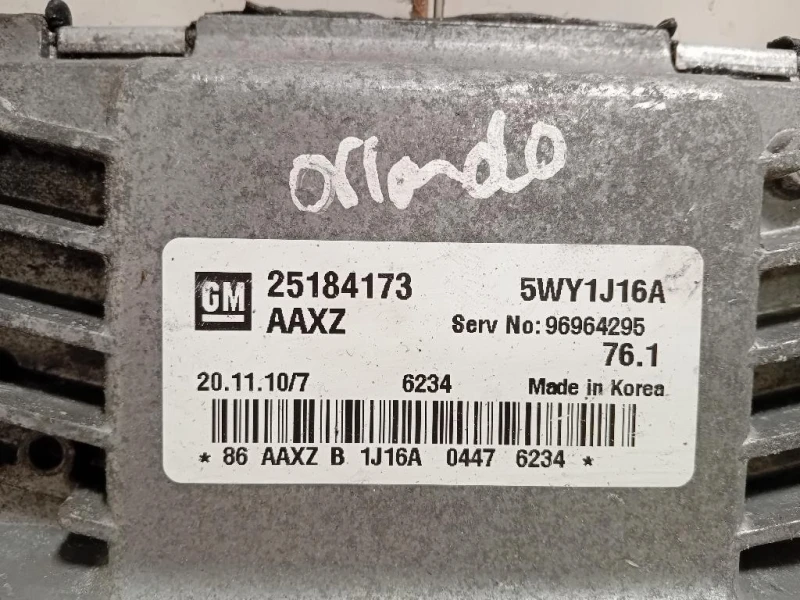 Orlando
GM 25184173 5WY1J16A
AAXZ Serv No: 96964295
76.1
20.11.10/7 6234 Made in Korea
* 86 AAXZ B 1J16A 0447 6234 *